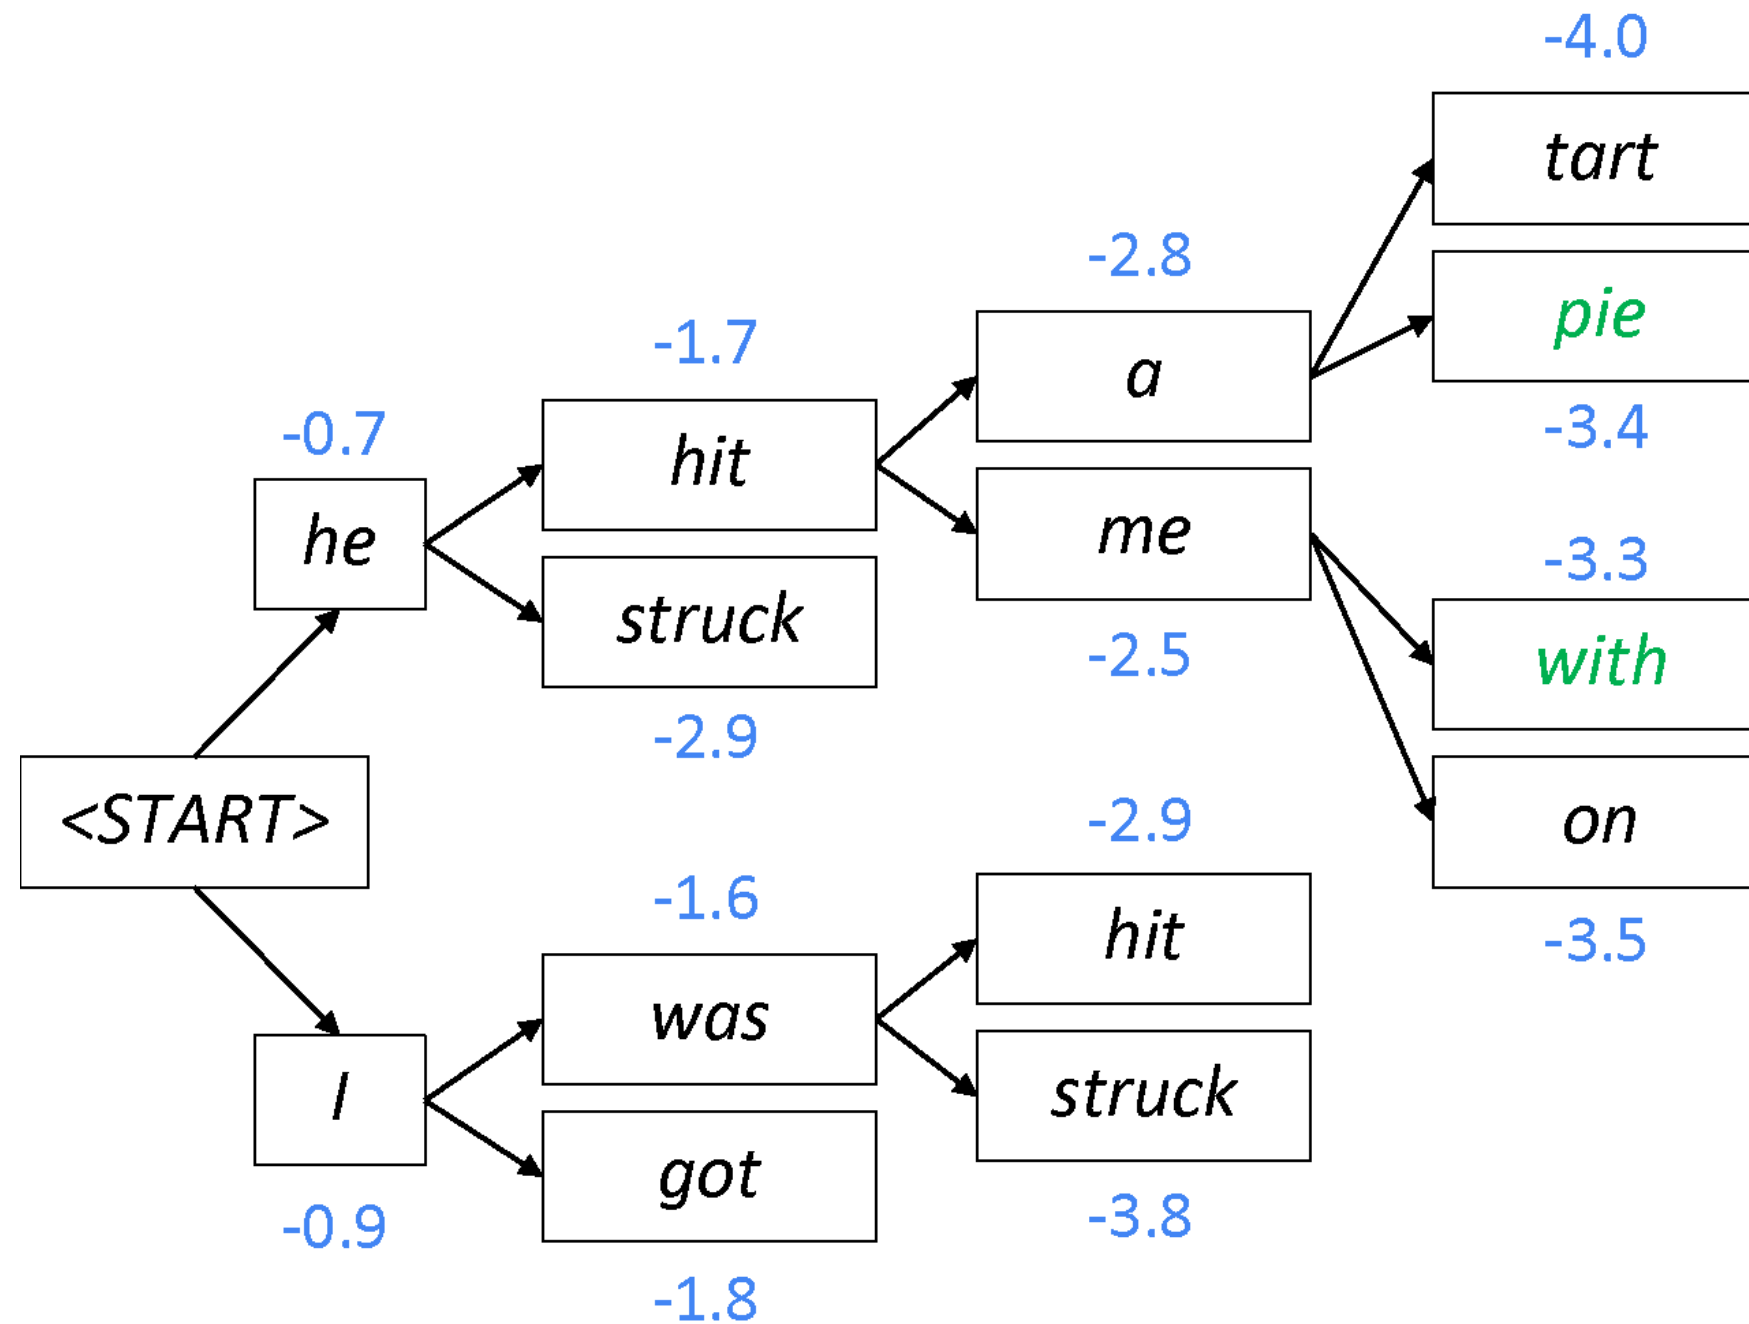 -4.0
tart
pie
-3.4
-2.8
a
me
-2.5
-1.7
hit
struck
-2.9
-0.7
he
<START>
I
-0.9
-1.6
was
got
-1.8
-2.9
hit
struck
-3.8
-3.3
with
on
-3.5